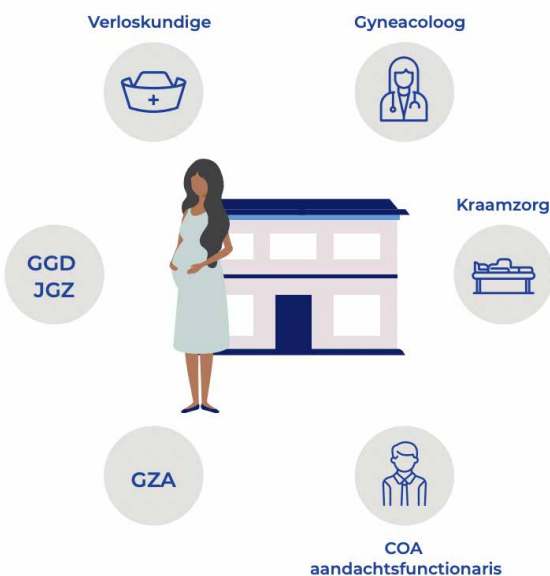 Verloskundige
Gyneacoloog
Kraamzorg
GGD
JGZ
GZA
COA
aandachtsfunctionaris